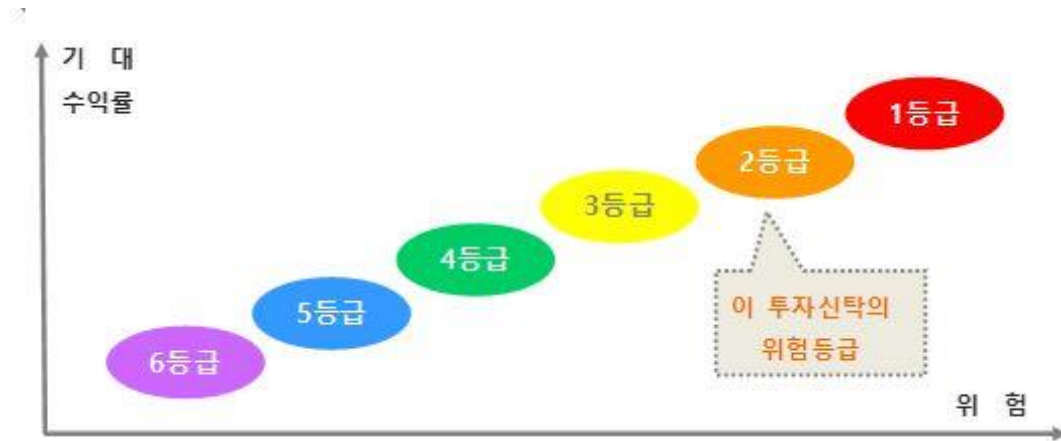 기 대
수익률
1등급
2등급
3등급
4등급
5등급
6등급
이 투자신탁의
위험등급
위 험